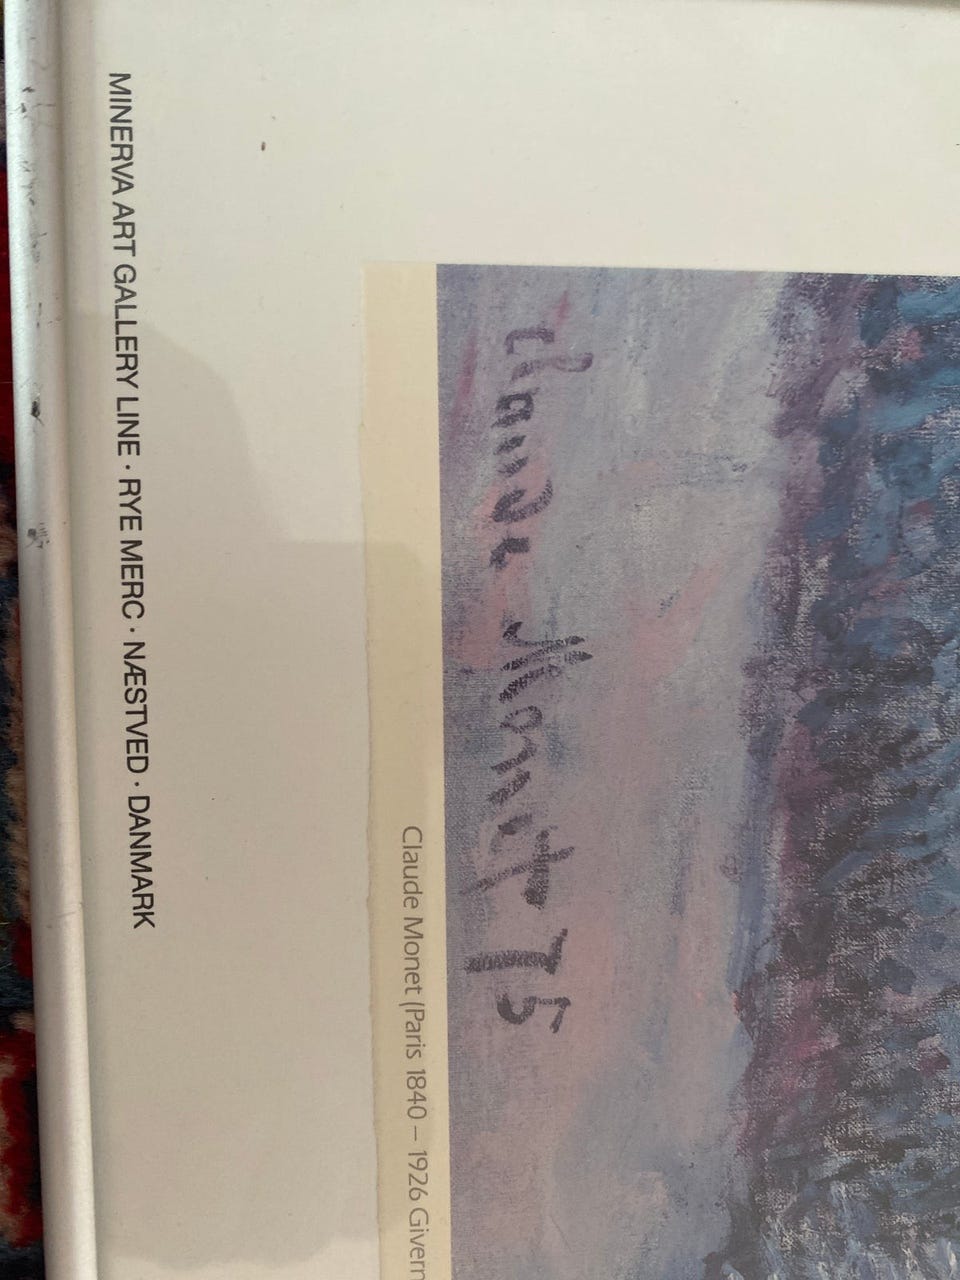 MINERVA ART GALLERY LINE · RYE MERC · NÆSTVED · DANMARK
Claude Monet 75
Claude Monet (Paris 1840 – 1926 Givern